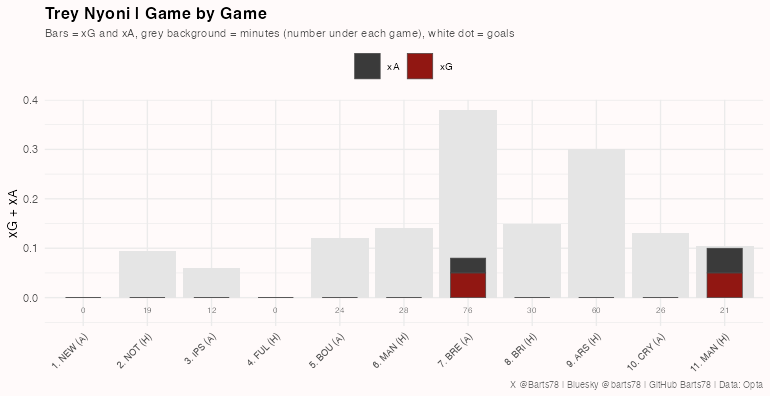 Trey Nyoni | Game by Game
Bars = xG and xA, grey background = minutes (number under each game), white dot = goals
xA xG
xG + xA
0.4
0.3
0.2
0.1
0.0
0 19 12 0 24 28 76 30 60 26 21
1. NEW (A) 2. NOT (H) 3. IPS (A) 4. FUL (H) 5. BOU (A) 6. MAN (H) 7. BRE (A) 8. BRI (H) 9. ARS (H) 10. CRY (A) 11. MAN (H)
X @Barts78 | Bluesky @barts78 | GitHub Barts78 | Data: Opta